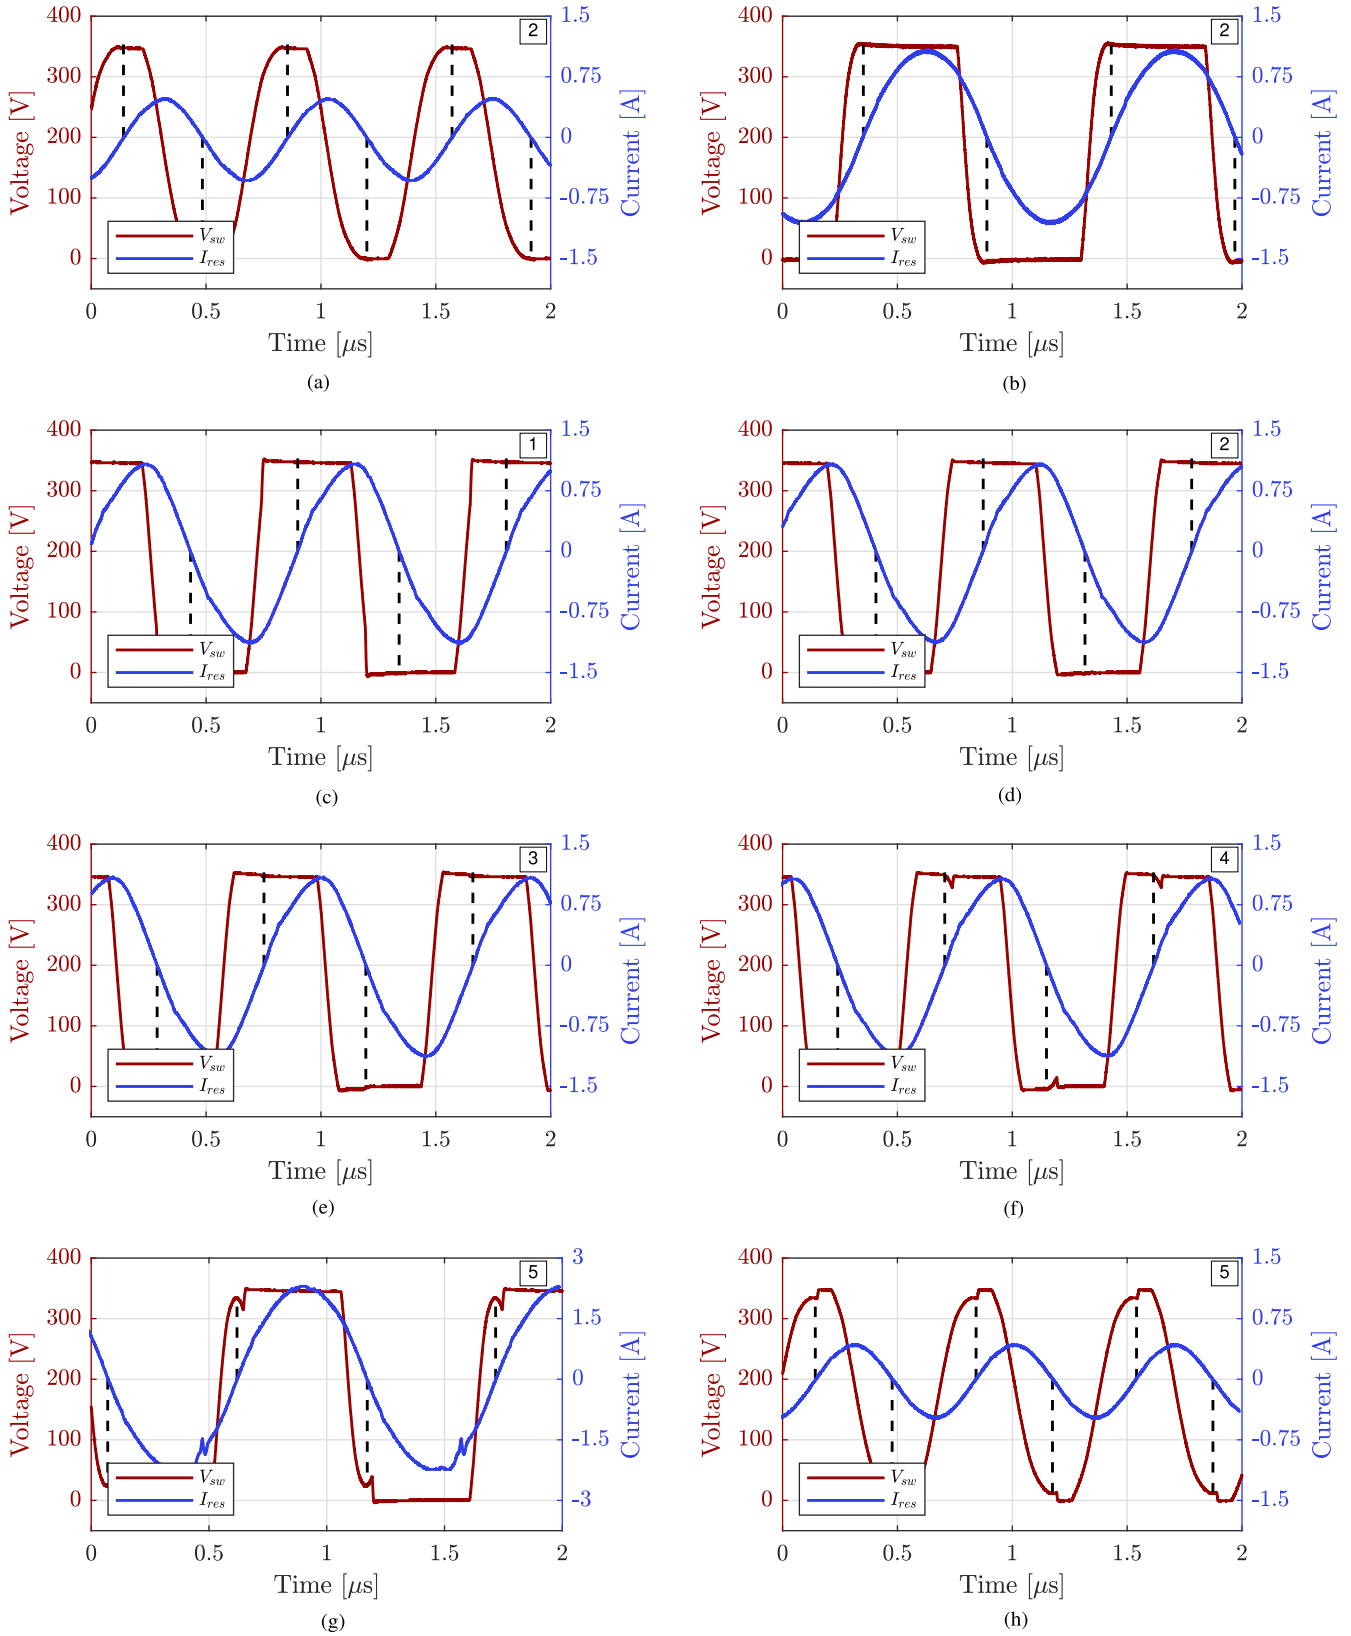 400
300
200
100
0
Voltage [V]
1.5
0.75
0
-0.75
-1.5
Current [A]
2
V_sw
I_res
0 0.5 1 1.5 2
Time [μs]
(a)
400
300
200
100
0
Voltage [V]
1.5
0.75
0
-0.75
-1.5
Current [A]
2
V_sw
I_res
0 0.5 1 1.5 2
Time [μs]
(b)
400
300
200
100
0
Voltage [V]
1.5
0.75
0
-0.75
-1.5
Current [A]
1
V_sw
I_res
0 0.5 1 1.5 2
Time [μs]
(c)
400
300
200
100
0
Voltage [V]
1.5
0.75
0
-0.75
-1.5
Current [A]
2
V_sw
I_res
0 0.5 1 1.5 2
Time [μs]
(d)
400
300
200
100
0
Voltage [V]
1.5
0.75
0
-0.75
-1.5
Current [A]
3
V_sw
I_res
0 0.5 1 1.5 2
Time [μs]
(e)
400
300
200
100
0
Voltage [V]
1.5
0.75
0
-0.75
-1.5
Current [A]
4
V_sw
I_res
0 0.5 1 1.5 2
Time [μs]
(f)
400
300
200
100
0
Voltage [V]
3
1.5
0
-1.5
-3
Current [A]
5
V_sw
I_res
0 0.5 1 1.5 2
Time [μs]
(g)
400
300
200
100
0
Voltage [V]
1.5
0.75
0
-0.75
-1.5
Current [A]
5
V_sw
I_res
0 0.5 1 1.5 2
Time [μs]
(h)